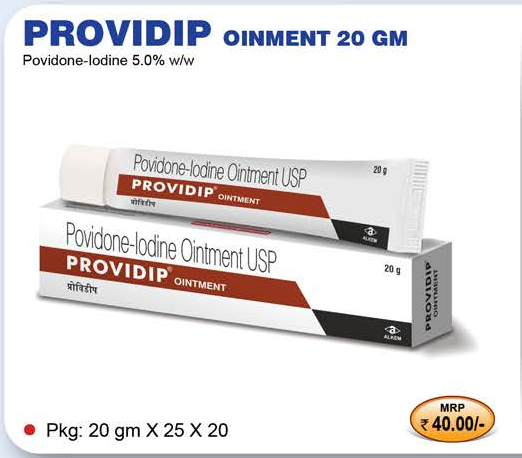 PROVIDIP OINMENT 20 GM
Povidone-Iodine 5.0% w/w
Povidone-Iodine Ointment USP
20 g
PROVIDIP® OINTMENT
प्रोविडीप
ALKEM
Povidone-Iodine Ointment USP
20 g
PROVIDIP® OINTMENT
प्रोविडीप
ALKEM
PROVIDIP
OINTMENT
Pkg: 20 gm X 25 X 20
MRP
₹ 40.00/-